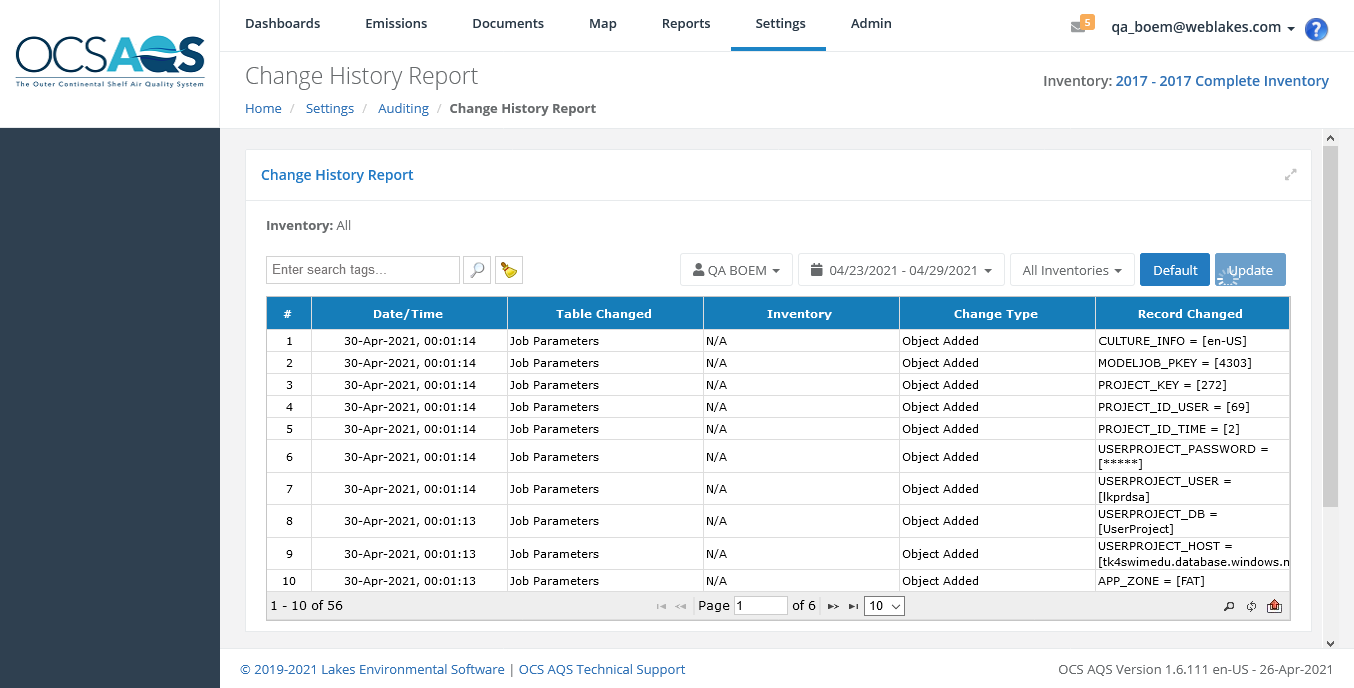 OCSAQS
The Outer Continental Shelf Air Quality System
Dashboards Emissions Documents Map Reports Settings Admin
5 qa_boem@weblakes.com ?
Change History Report
Inventory: 2017 - 2017 Complete Inventory
Home / Settings / Auditing / Change History Report
Change History Report
Inventory: All
Enter search tags... QA BOEM 04/23/2021 - 04/29/2021 All Inventories Default Update
# Date/Time Table Changed Inventory Change Type Record Changed
1 30-Apr-2021, 00:01:14 Job Parameters N/A Object Added CULTURE_INFO = [en-US]
2 30-Apr-2021, 00:01:14 Job Parameters N/A Object Added MODELJOB_PKEY = [4303]
3 30-Apr-2021, 00:01:14 Job Parameters N/A Object Added PROJECT_KEY = [272]
4 30-Apr-2021, 00:01:14 Job Parameters N/A Object Added PROJECT_ID_USER = [69]
5 30-Apr-2021, 00:01:14 Job Parameters N/A Object Added PROJECT_ID_TIME = [2]
6 30-Apr-2021, 00:01:14 Job Parameters N/A Object Added USERPROJECT_PASSWORD =
[*****]
7 30-Apr-2021, 00:01:14 Job Parameters N/A Object Added USERPROJECT_USER =
[lkprdsa]
8 30-Apr-2021, 00:01:13 Job Parameters N/A Object Added USERPROJECT_DB =
[UserProject]
9 30-Apr-2021, 00:01:13 Job Parameters N/A Object Added USERPROJECT_HOST =
[tk4swimedu.database.windows.n
10 30-Apr-2021, 00:01:13 Job Parameters N/A Object Added APP_ZONE = [FAT]
1 - 10 of 56 Page 1 of 6 10
© 2019-2021 Lakes Environmental Software | OCS AQS Technical Support
OCS AQS Version 1.6.111 en-US - 26-Apr-2021